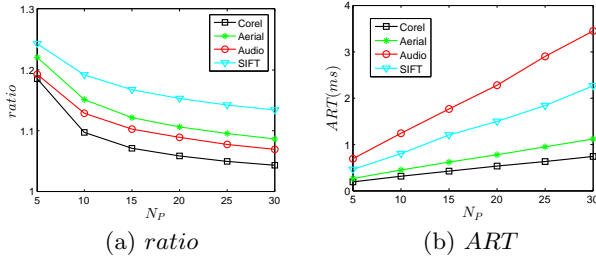 1.3
1.2
1.1
1
ratio
5 10 15 20 25 30
N_P
Corel
Aerial
Audio
SIFT
(a) ratio
4
3
2
1
0
ART(ms)
5 10 15 20 25 30
N_P
Corel
Aerial
Audio
SIFT
(b) ART